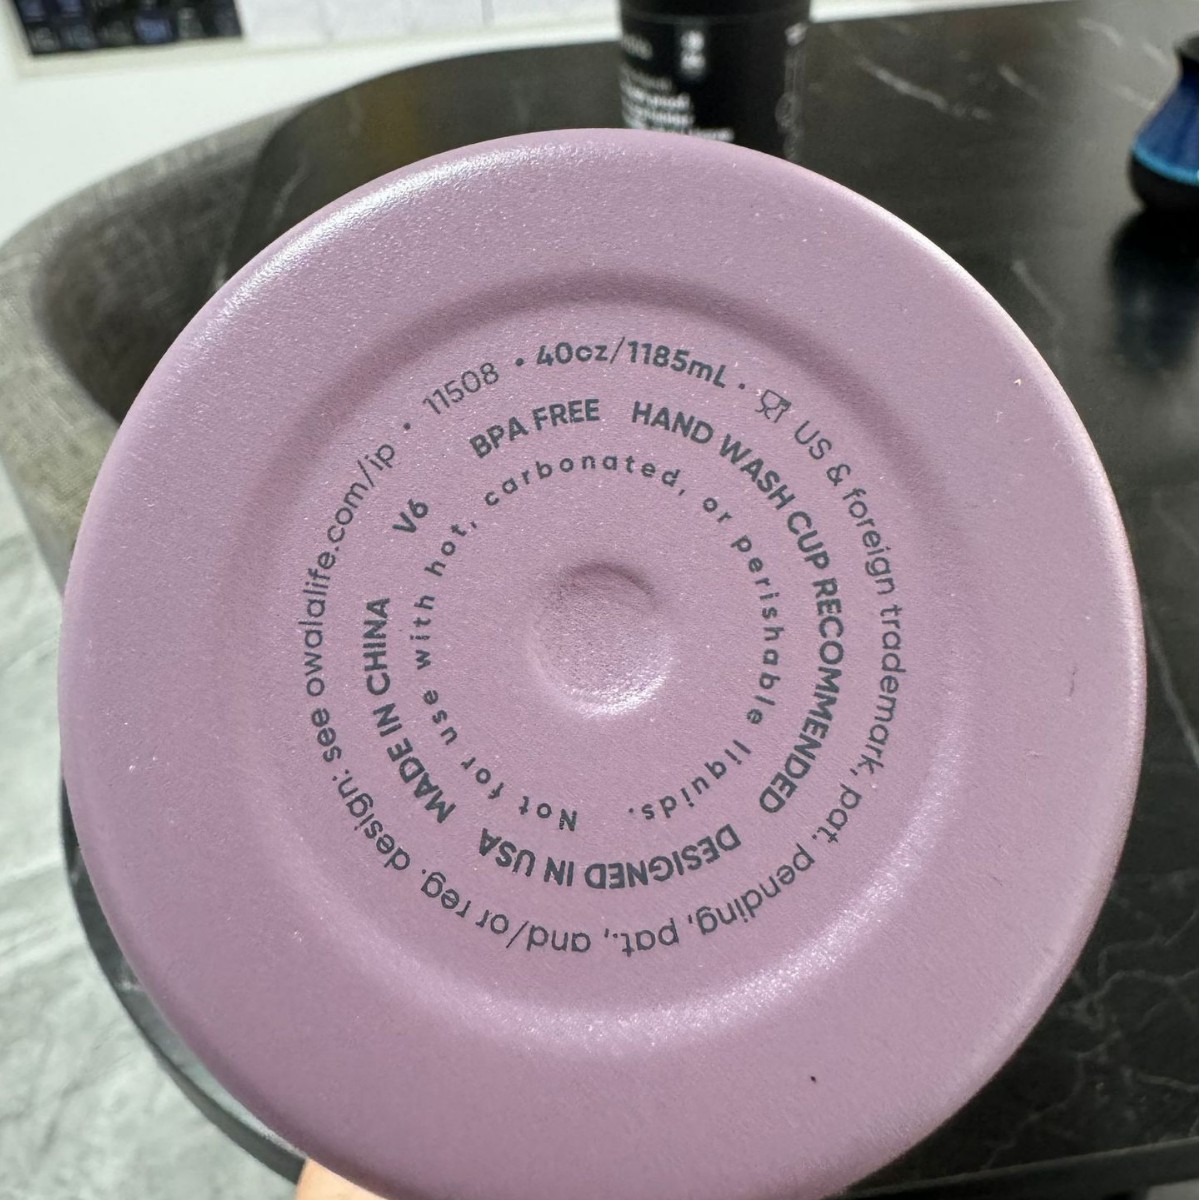 40oz/1185mL • US & foreign trademark, pat. pending, pat., and/or reg. design: see owalalife.com/ip • 11508 •
BPA FREE HAND WASH CUP RECOMMENDED DESIGNED IN USA MADE IN CHINA V6
Not for use with hot, carbonated, or perishable liquids.